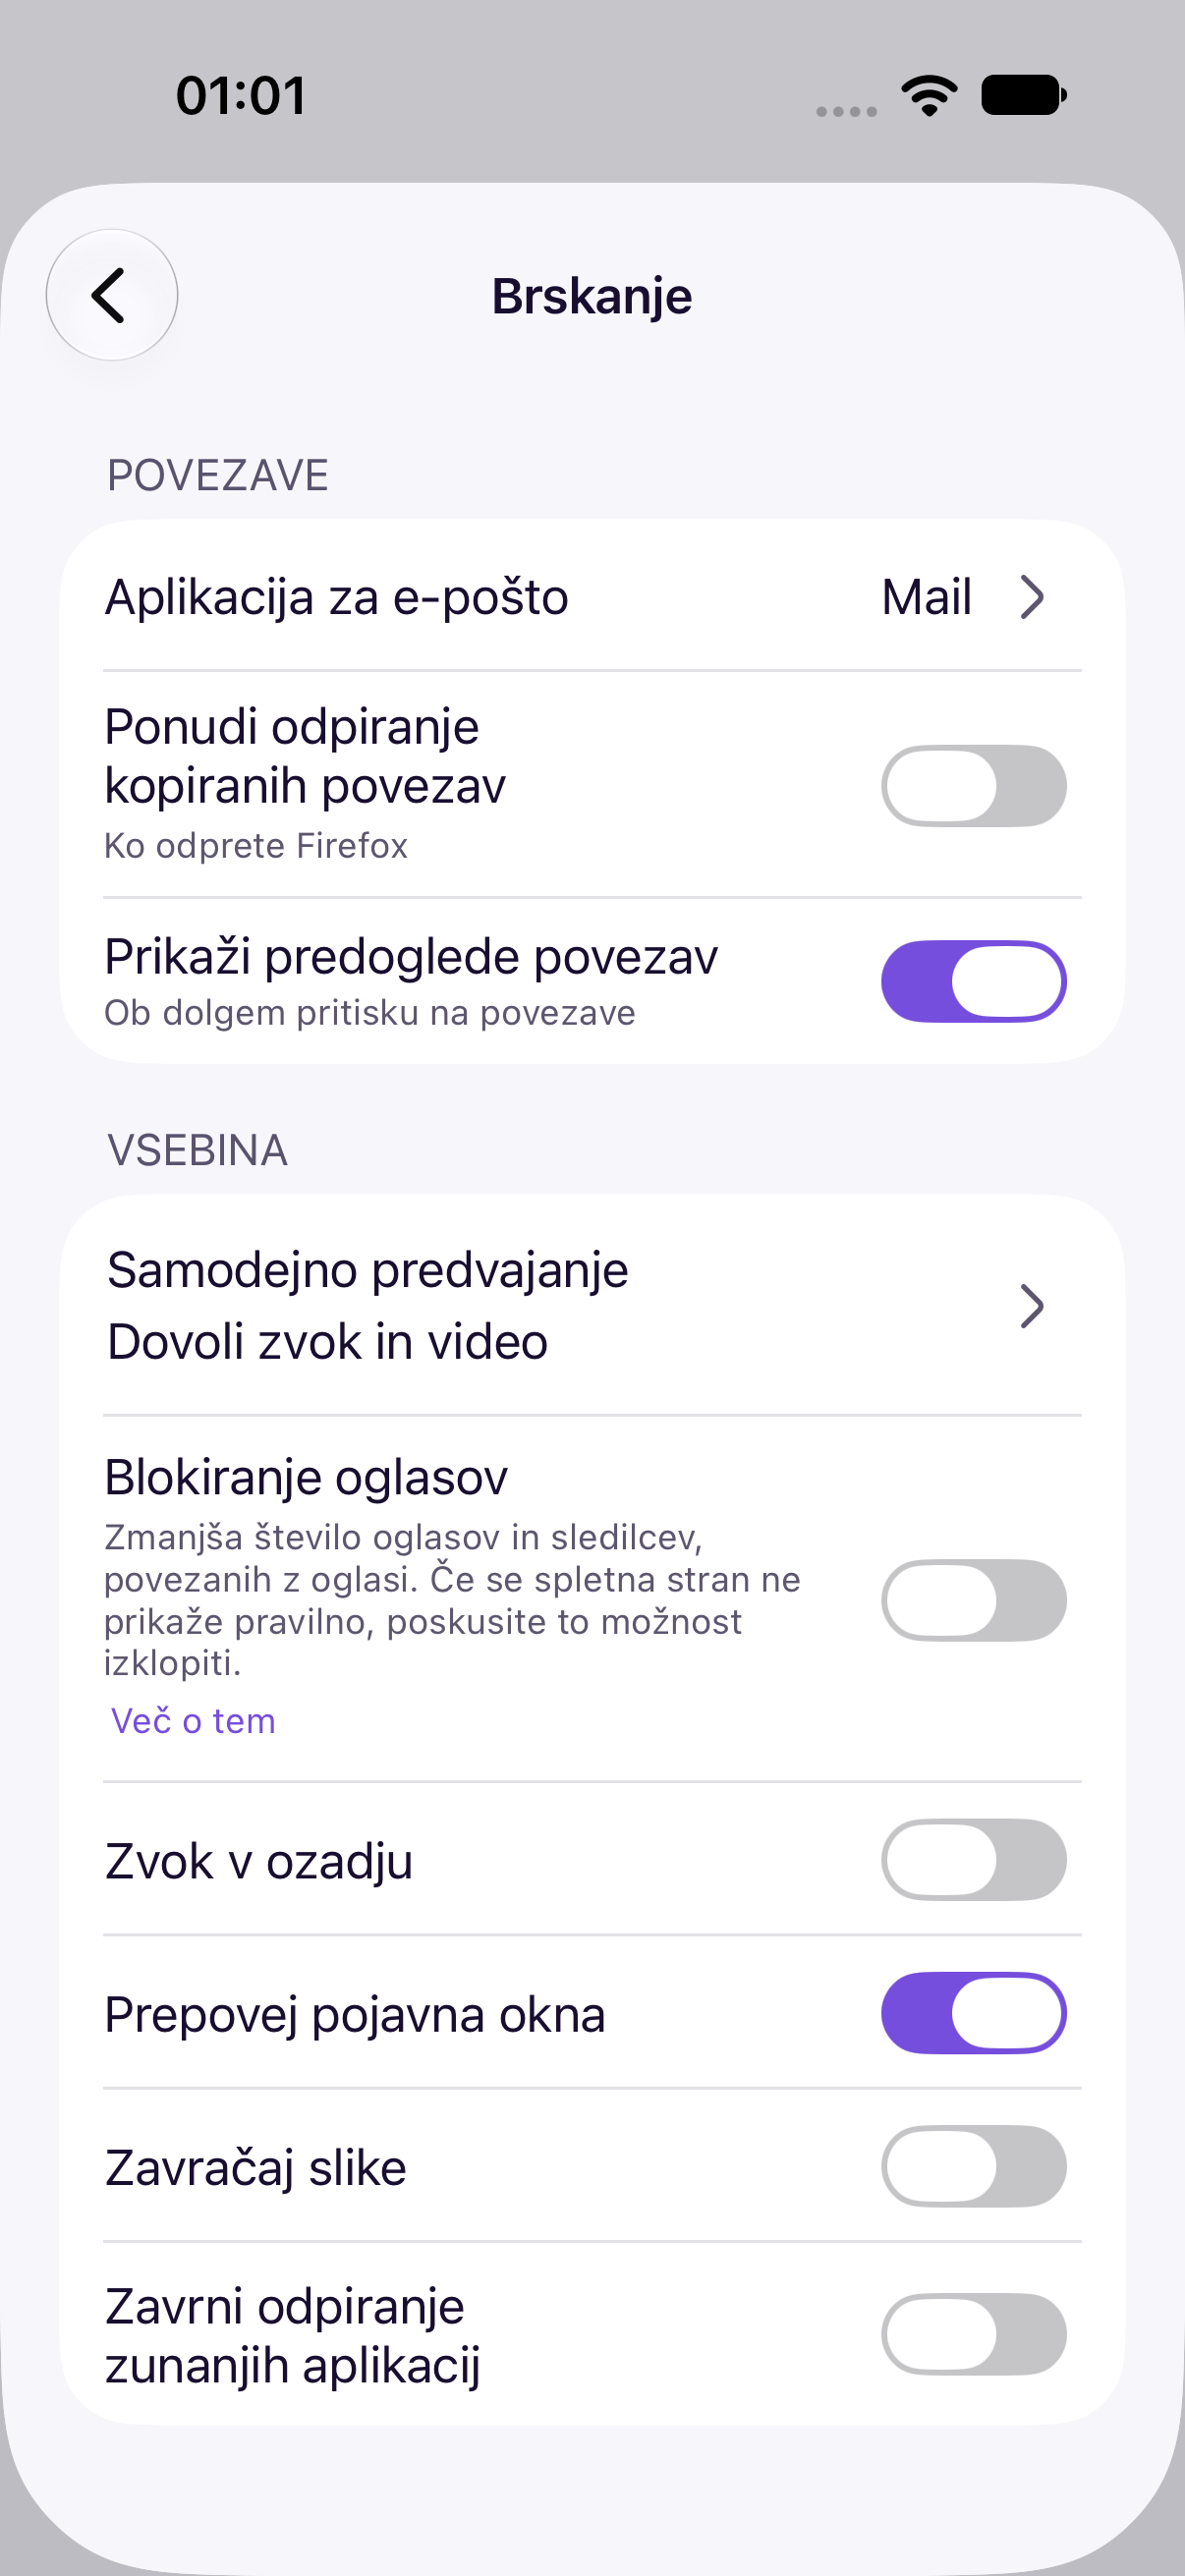 01:01
Brskanje
POVEZAVE
Aplikacija za e-pošto Mail
Ponudi odpiranje
kopiranih povezav
Ko odprete Firefox
Prikaži predoglede povezav
Ob dolgem pritisku na povezave
VSEBINA
Samodejno predvajanje
Dovoli zvok in video
Blokiranje oglasov
Zmanjša število oglasov in sledilcev,
povezanih z oglasi. Če se spletna stran ne
prikaže pravilno, poskusite to možnost
izklopiti.
Več o tem
Zvok v ozadju
Prepovej pojavna okna
Zavračaj slike
Zavrni odpiranje
zunanjih aplikacij